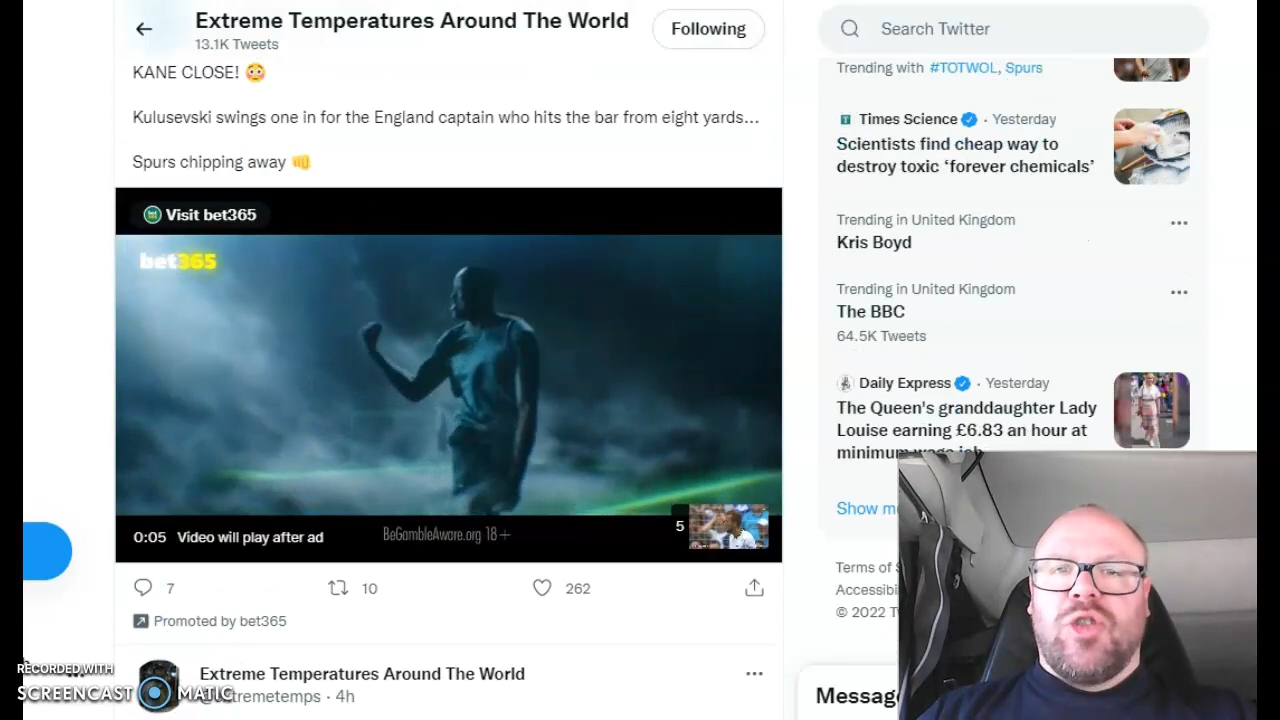 Extreme Temperatures Around The World
13.1K Tweets
Following
KANE CLOSE! 😳
Kulusevski swings one in for the England captain who hits the bar from eight yards...
Spurs chipping away 👊
Visit bet365
bet365
0:05 Video will play after ad
BeGambleAware.org 18+
5
7
10
262
Promoted by bet365
Extreme Temperatures Around The World
· 4h
RECORDED WITH
SCREENCAST MATIC
Search Twitter
Trending with #TOTWOL, Spurs
Times Science · Yesterday
Scientists find cheap way to
destroy toxic ‘forever chemicals’
Trending in United Kingdom
Kris Boyd
Trending in United Kingdom
The BBC
64.5K Tweets
Daily Express · Yesterday
The Queen's granddaughter Lady
Louise earning £6.83 an hour at
minimum wage job
Show
Terms of
© 2022